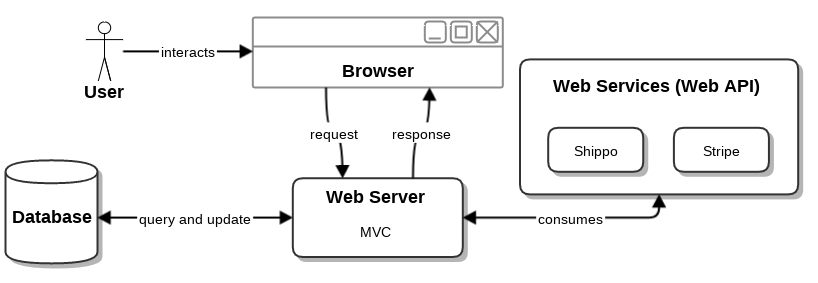 interacts
Browser
User
Web Services (Web API)
request
response
Shippo
Stripe
Web Server
Database
query and update
MVC
consumes